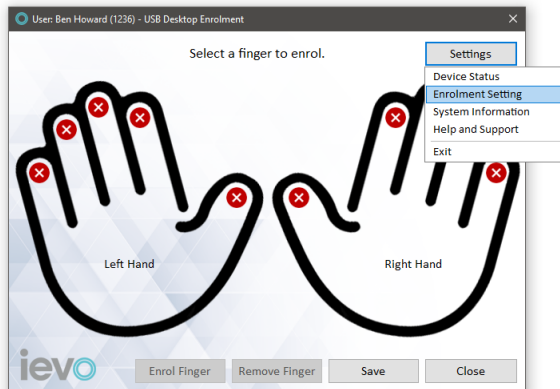 User: Ben Howard (1236) - USB Desktop Enrolment
Select a finger to enrol.
Settings
Device Status
Enrolment Setting
System Information
Help and Support
Exit
Left Hand
Right Hand
ievo
Enrol Finger
Remove Finger
Save
Close